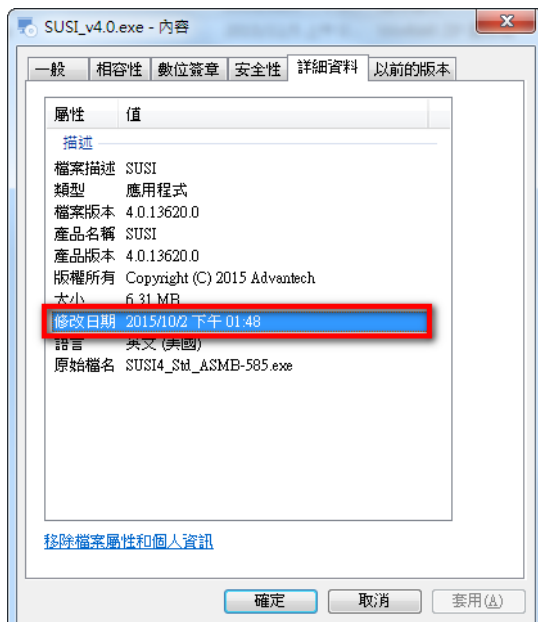 SUSI_v4.0.exe - 內容
一般 相容性 數位簽章 安全性 詳細資料 以前的版本
屬性 值
描述
檔案描述 SUSI
類型 應用程式
檔案版本 4.0.13620.0
產品名稱 SUSI
產品版本 4.0.13620.0
版權所有 Copyright (C) 2015 Advantech
大小 6.31 MB
修改日期 2015/10/2 下午 01:48
語言 英文 (美國)
原始檔名 SUSI4_Std_ASMB-585.exe
移除檔案屬性和個人資訊
確定 取消 套用(A)